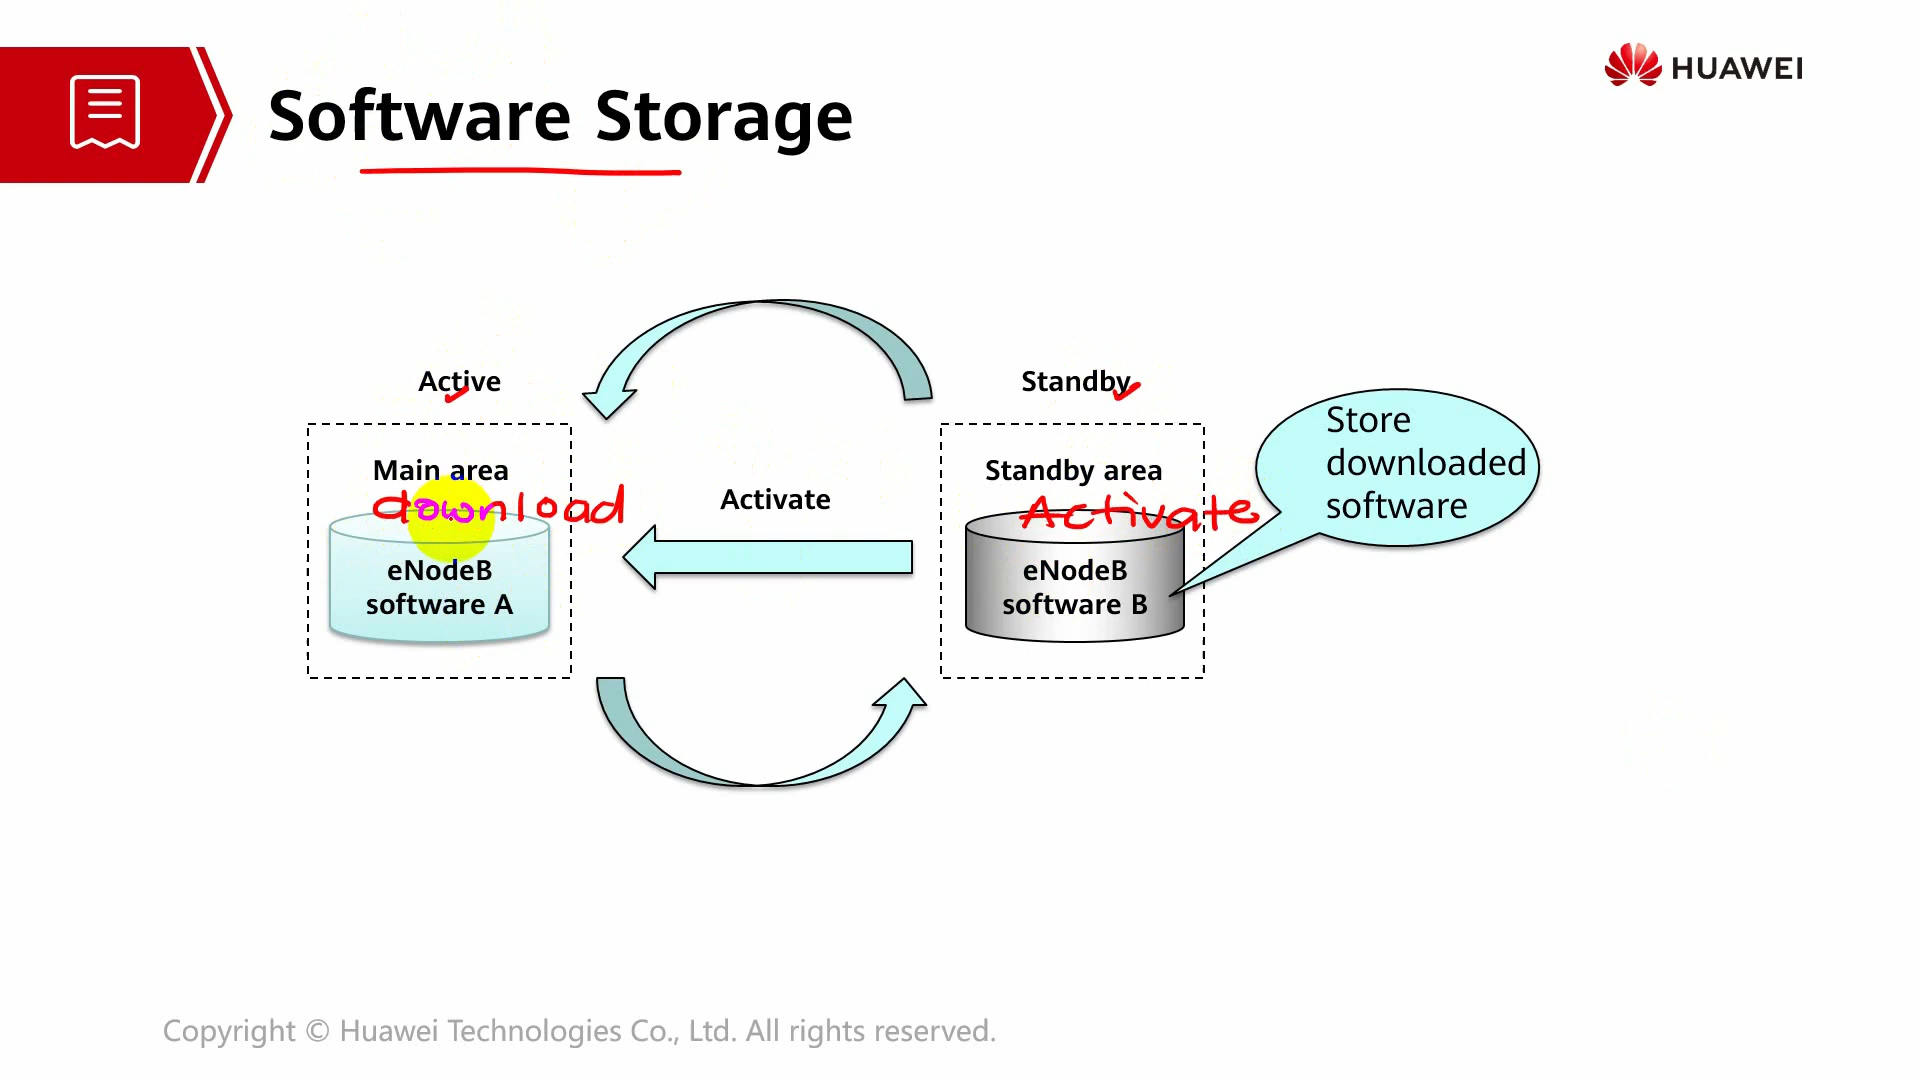 HUAWEI
Software Storage
Active
Standby
Main area
download
eNodeB
software A
Activate
Standby area
Activate
eNodeB
software B
Store
downloaded
software
Copyright © Huawei Technologies Co., Ltd. All rights reserved.